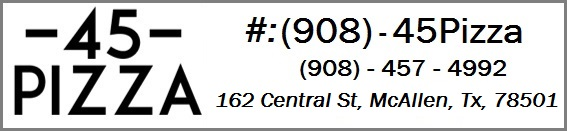 –45–
PIZZA
#:(908) - 45Pizza
(908) - 457 - 4992
162 Central St, McAllen, Tx, 78501